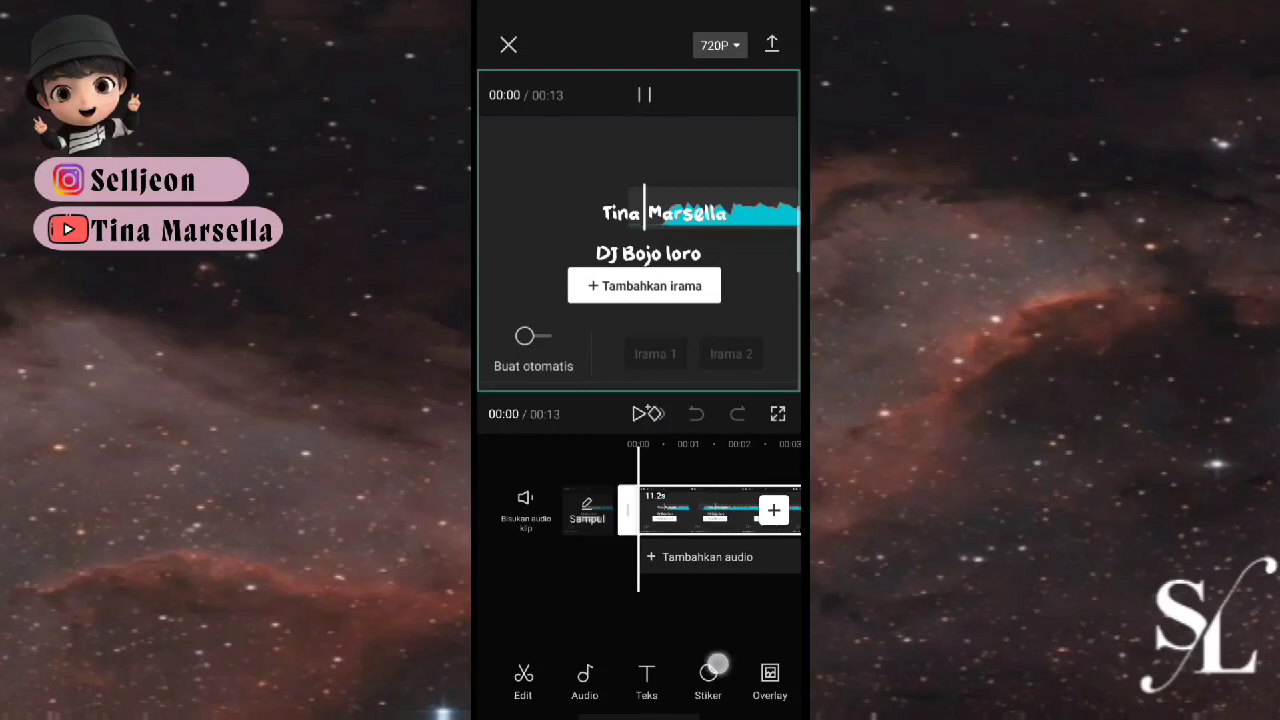 Selljeon
Tina Marsella
720P
00:00 / 00:13
Tina Marsella
DJ Bojo loro
+ Tambahkan irama
Buat otomatis
Irama 1
Irama 2
00:00 / 00:13
00:00 · 00:01 · 00:02 · 00:03
Bisukan audio
klip
Sampul
11.2s
+ Tambahkan audio
Edit
Audio
Teks
Stiker
Overlay
SL